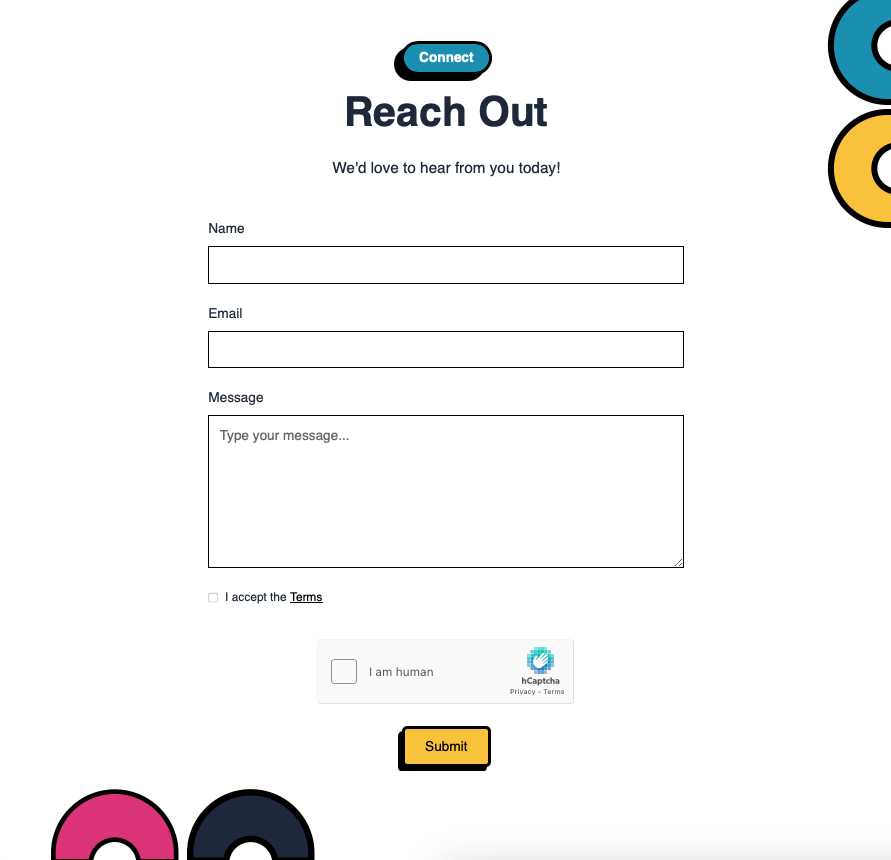 Connect
Reach Out
We'd love to hear from you today!
Name
Email
Message
Type your message...
I accept the Terms
I am human
hCaptcha
Privacy - Terms
Submit